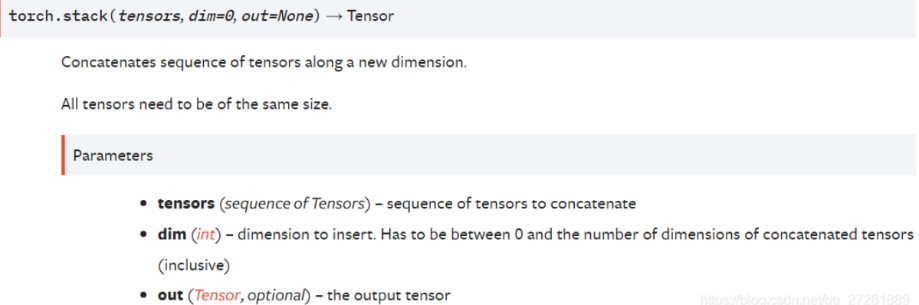 torch.stack(tensors, dim=0, out=None) → Tensor
Concatenates sequence of tensors along a new dimension.
All tensors need to be of the same size.
Parameters
• tensors (sequence of Tensors) – sequence of tensors to concatenate
• dim (int) – dimension to insert. Has to be between 0 and the number of dimensions of concatenated tensors
(inclusive)
• out (Tensor, optional) – the output tensor
https://blog.csdn.net/qq_27261889